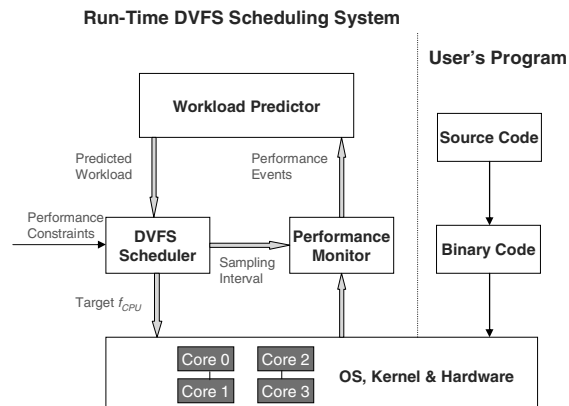 Run-Time DVFS Scheduling System
User's Program
Workload Predictor
Source Code
Predicted
Workload
Performance
Events
Performance
Constraints
DVFS
Scheduler
Sampling
Interval
Performance
Monitor
Binary Code
Target fCPU
Core 0
Core 2
Core 1
Core 3
OS, Kernel & Hardware